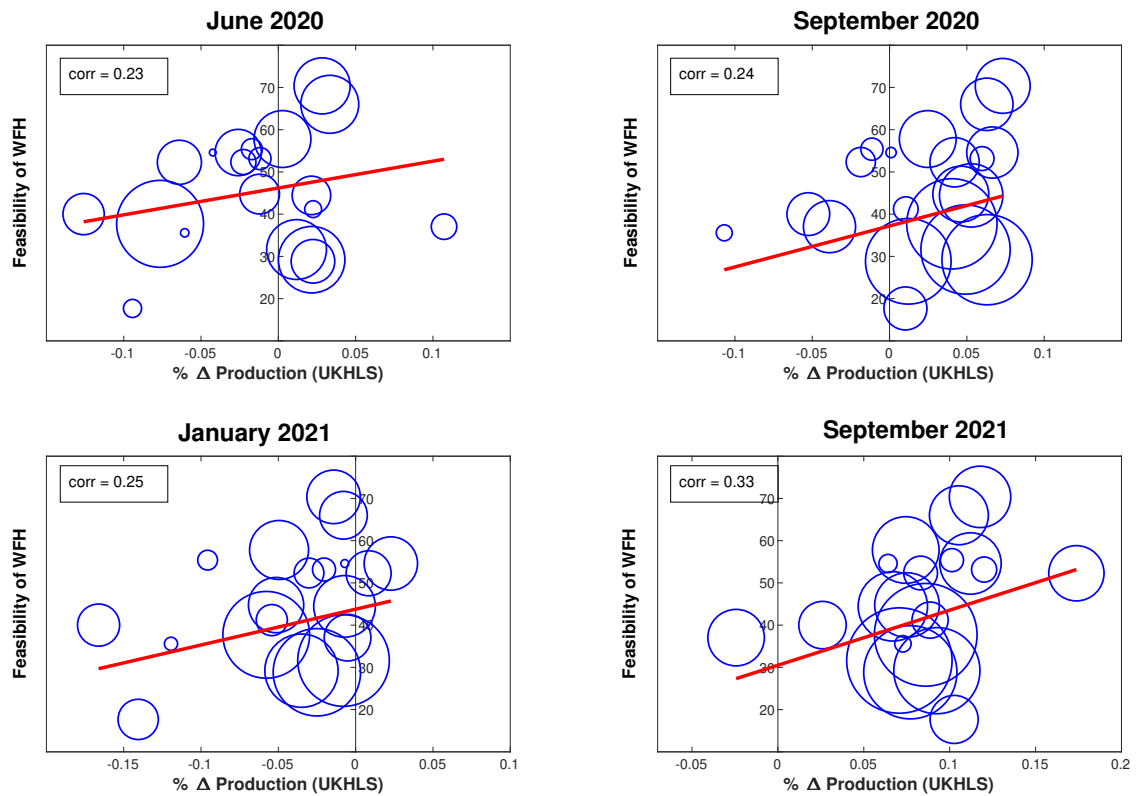 June 2020
corr = 0.23
Feasibility of WFH
70
60
50
40
30
20
-0.1 -0.05 0 0.05 0.1
% Δ Production (UKHLS)
September 2020
corr = 0.24
Feasibility of WFH
70
60
50
40
30
20
-0.1 -0.05 0 0.05 0.1
% Δ Production (UKHLS)
January 2021
corr = 0.25
Feasibility of WFH
70
60
50
40
30
20
-0.15 -0.1 -0.05 0 0.05 0.1
% Δ Production (UKHLS)
September 2021
corr = 0.33
Feasibility of WFH
70
60
50
40
30
20
-0.05 0 0.05 0.1 0.15 0.2
% Δ Production (UKHLS)